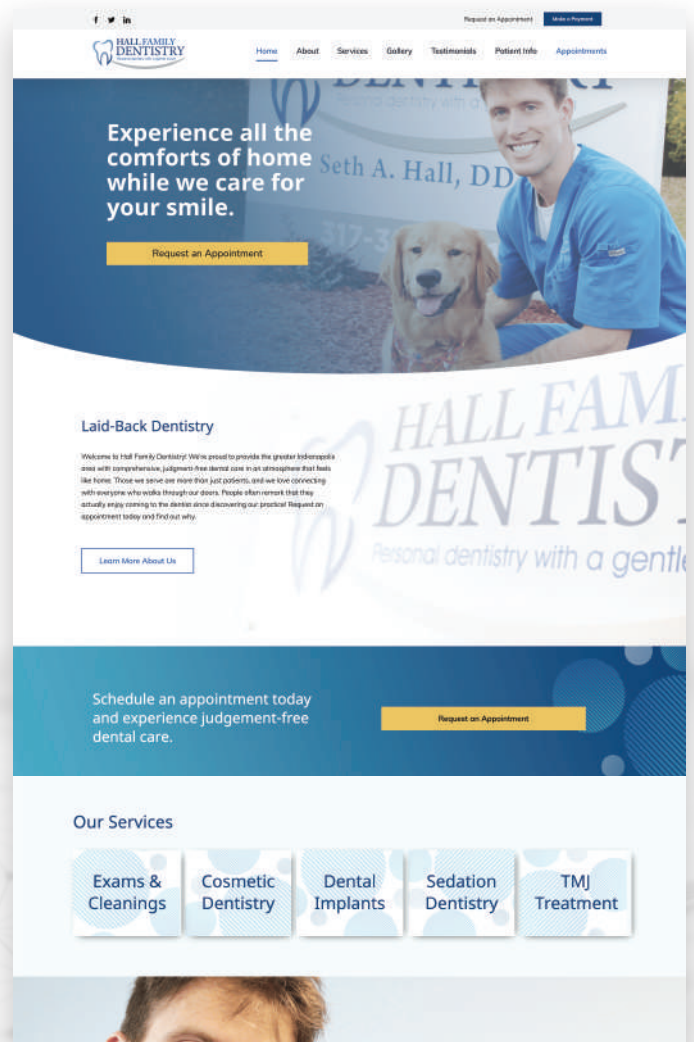 Request an Appointment
Make a Payment
HALL FAMILY
DENTISTRY
Home About Services Gallery Testimonials Patient Info Appointments
Personal dentistry with a
Experience all the
comforts of home
while we care for
your smile.
Seth A. Hall, DD
317-3
Request an Appointment
Laid-Back Dentistry
Welcome to Hall Family Dentistry! We're proud to provide the greater Indianapolis
area with comprehensive, judgment-free dental care in an atmosphere that feels
like home. Those we serve are more than just patients, and we love connecting
with everyone who walks through our doors. People often remark that they
actually enjoy coming to the dentist since discovering our practice! Request an
appointment today and find out why.
Learn More About Us
HALL FAM
DENTIST
Personal dentistry with a gentle
Schedule an appointment today
and experience judgement-free
dental care.
Request an Appointment
Our Services
Exams &
Cleanings
Cosmetic
Dentistry
Dental
Implants
Sedation
Dentistry
TMJ
Treatment